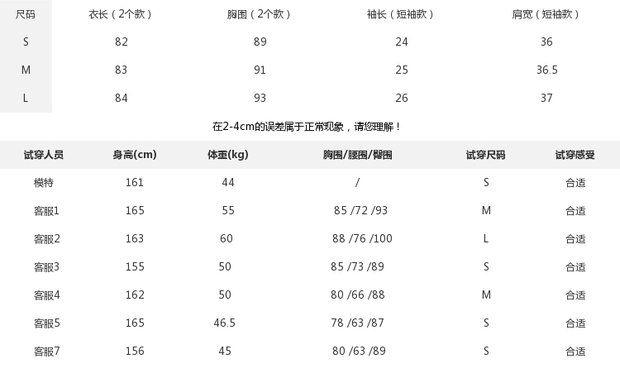 尺码 衣长（2个款） 胸围（2个款） 袖长（短袖款） 肩宽（短袖款）
S 82 89 24 36
M 83 91 25 36.5
L 84 93 26 37
在2-4cm的误差属于正常现象，请您理解！
试穿人员 身高(cm) 体重(kg) 胸围/腰围/臀围 试穿尺码 试穿感受
模特 161 44 / S 合适
客服1 165 55 85 /72 /93 M 合适
客服2 163 60 88 /76 /100 L 合适
客服3 155 50 85 /73 /89 S 合适
客服4 162 50 80 /66 /88 M 合适
客服5 165 46.5 78 /63 /87 S 合适
客服7 156 45 80 /63 /89 S 合适